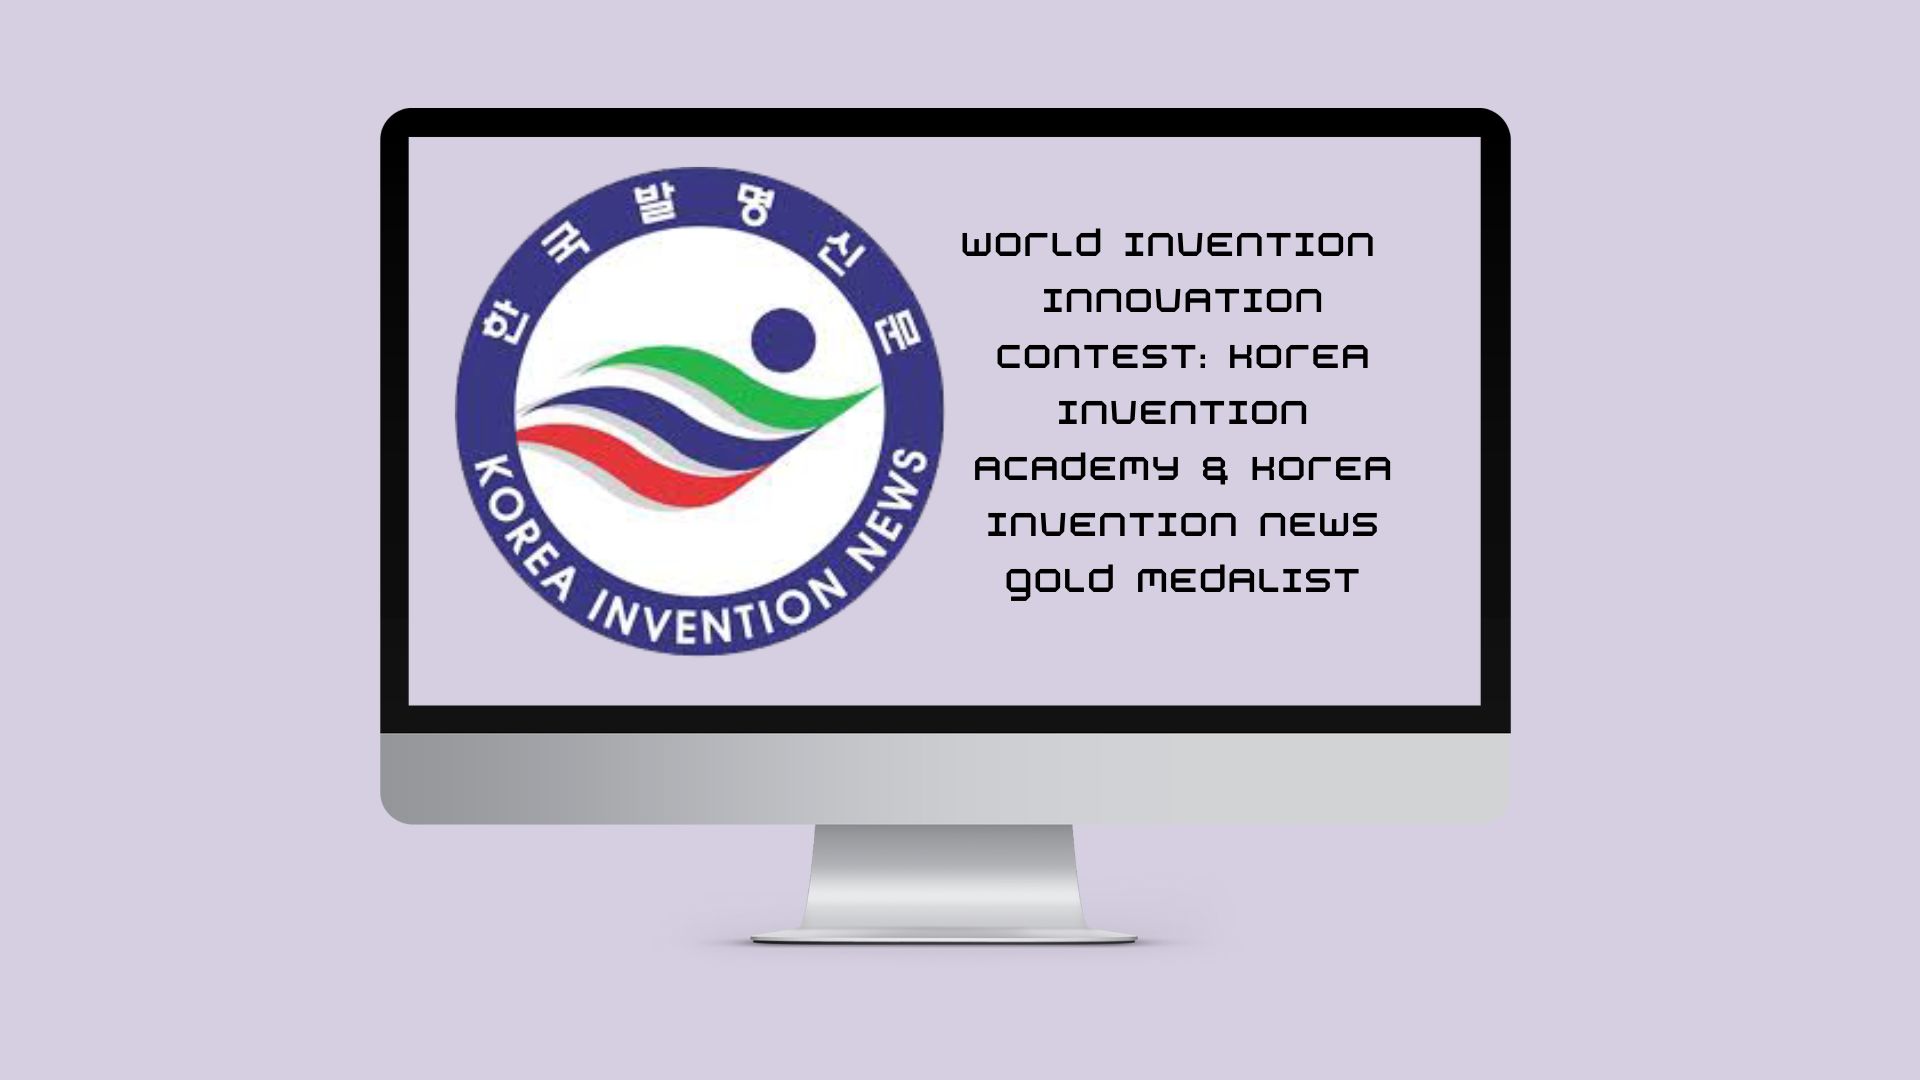 한국발명신문
KOREA INVENTION NEWS
WORLD INVENTION
INNOVATION
CONTEST: KOREA
INVENTION
ACADEMY & KOREA
INVENTION NEWS
GOLD MEDALIST